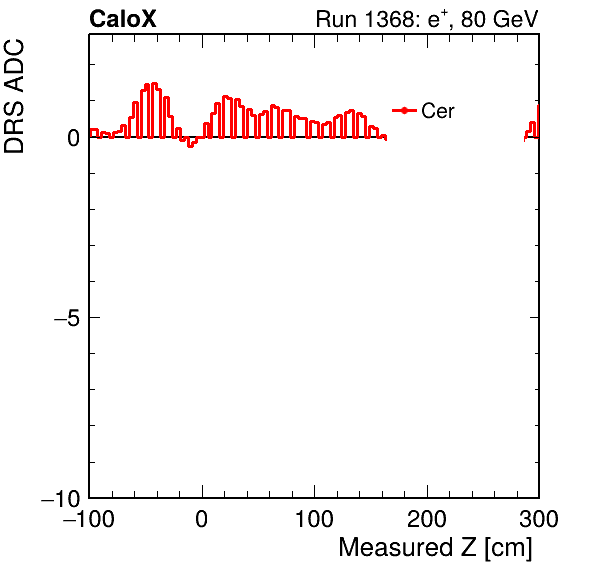 CaloX Run 1368: e⁺, 80 GeV
DRS ADC
Cer
0
−5
−10
−100 0 100 200 300
Measured Z [cm]